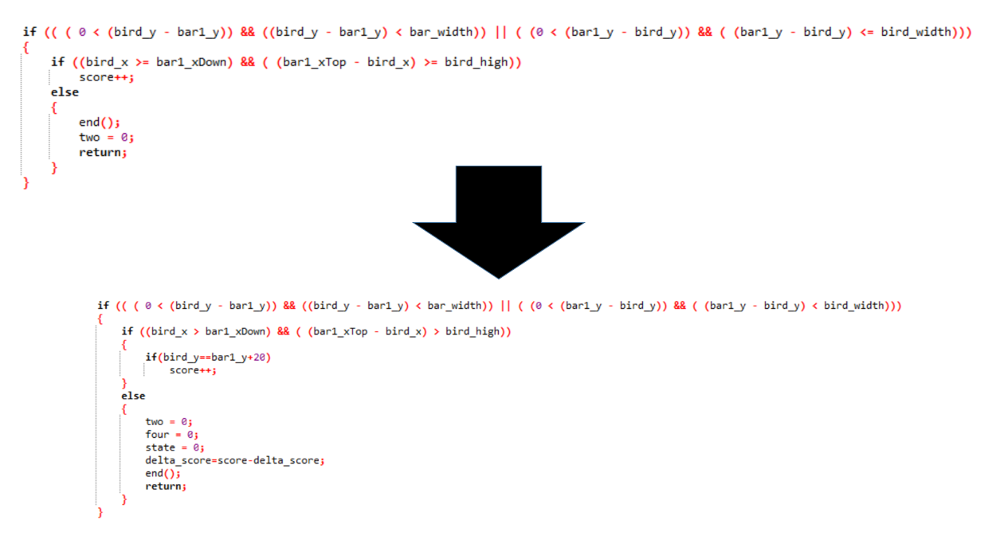 if (( ( 0 < (bird_y - bar1_y)) && ((bird_y - bar1_y) < bar_width)) || ( (0 < (bar1_y - bird_y)) && ( (bar1_y - bird_y) <= bird_width)))
{
if ((bird_x >= bar1_xDown) && ( (bar1_xTop - bird_x) >= bird_high))
score++;
else
{
end();
two = 0;
return;
}
}
if (( ( 0 < (bird_y - bar1_y)) && ((bird_y - bar1_y) < bar_width)) || ( (0 < (bar1_y - bird_y)) && ( (bar1_y - bird_y) < bird_width)))
{
if ((bird_x > bar1_xDown) && ( (bar1_xTop - bird_x) > bird_high))
{
if(bird_y==bar1_y+20)
score++;
}
else
{
two = 0;
four = 0;
state = 0;
delta_score=score-delta_score;
end();
return;
}
}